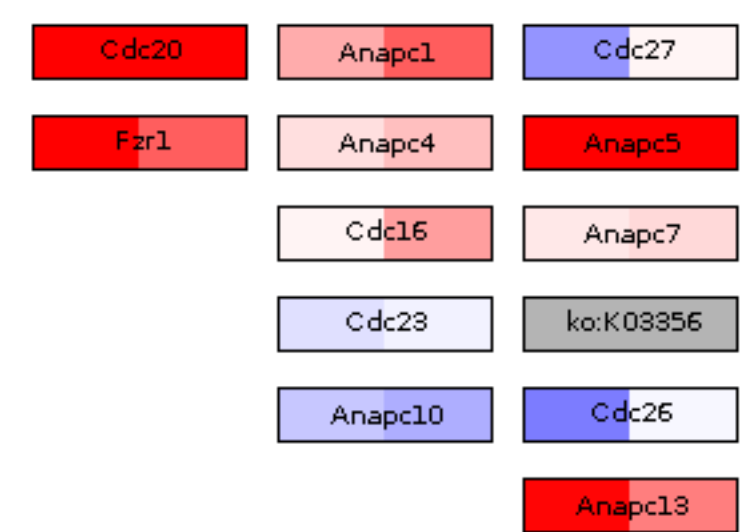 Cdc20
Anapc1
Cdc27
Fzr1
Anapc4
Anapc5
Cdc16
Anapc7
Cdc23
ko:K03356
Anapc10
Cdc26
Anapc13